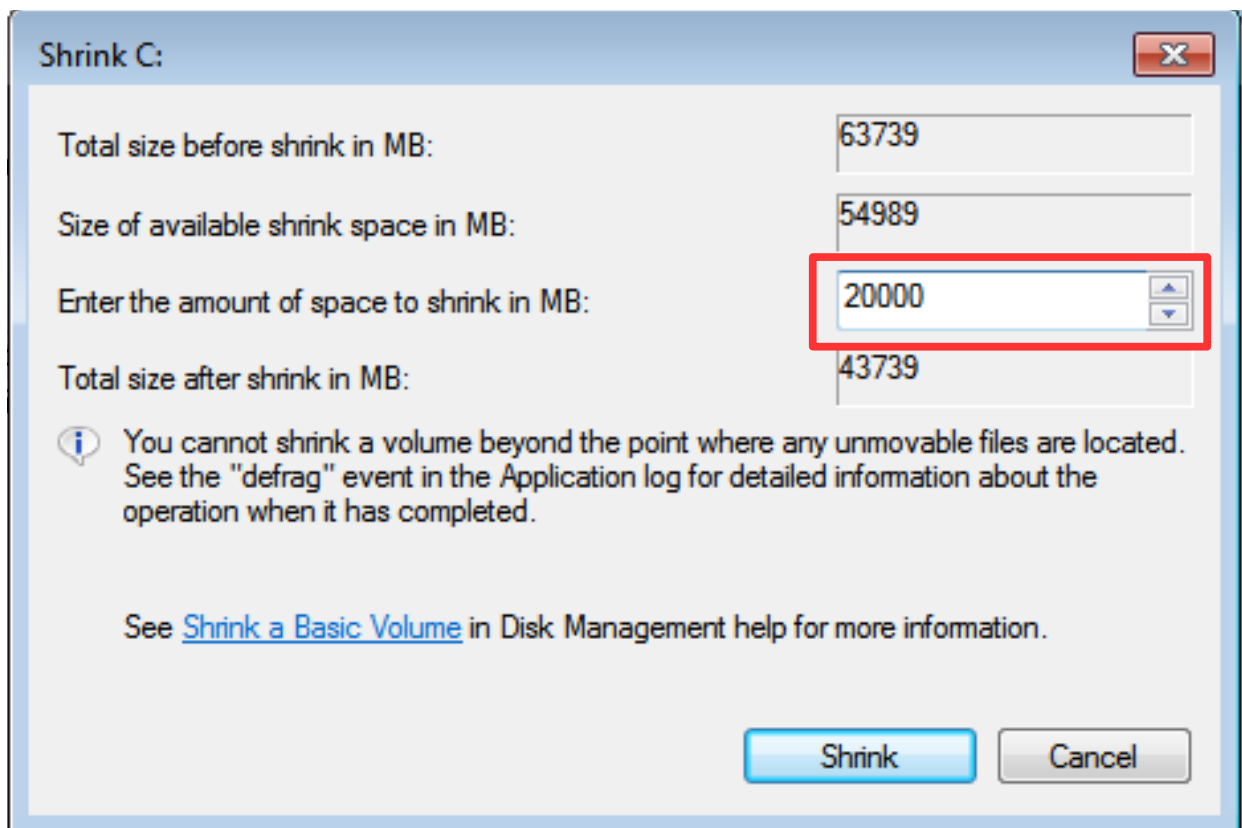 Shrink C:
Total size before shrink in MB: 63739
Size of available shrink space in MB: 54989
Enter the amount of space to shrink in MB: 20000
Total size after shrink in MB: 43739
You cannot shrink a volume beyond the point where any unmovable files are located.
See the "defrag" event in the Application log for detailed information about the
operation when it has completed.
See Shrink a Basic Volume in Disk Management help for more information.
Shrink Cancel